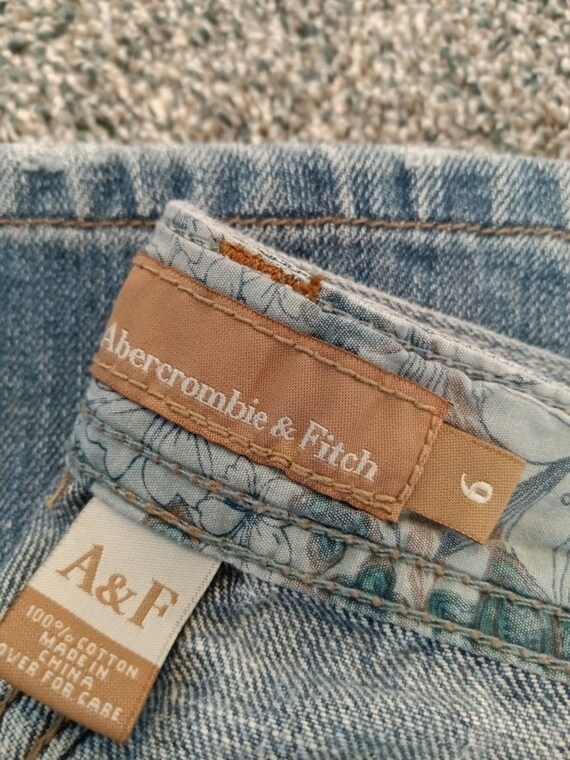 Abercrombie & Fitch
6
A&F
100% COTTON
MADE IN
CHINA
OVER FOR CARE